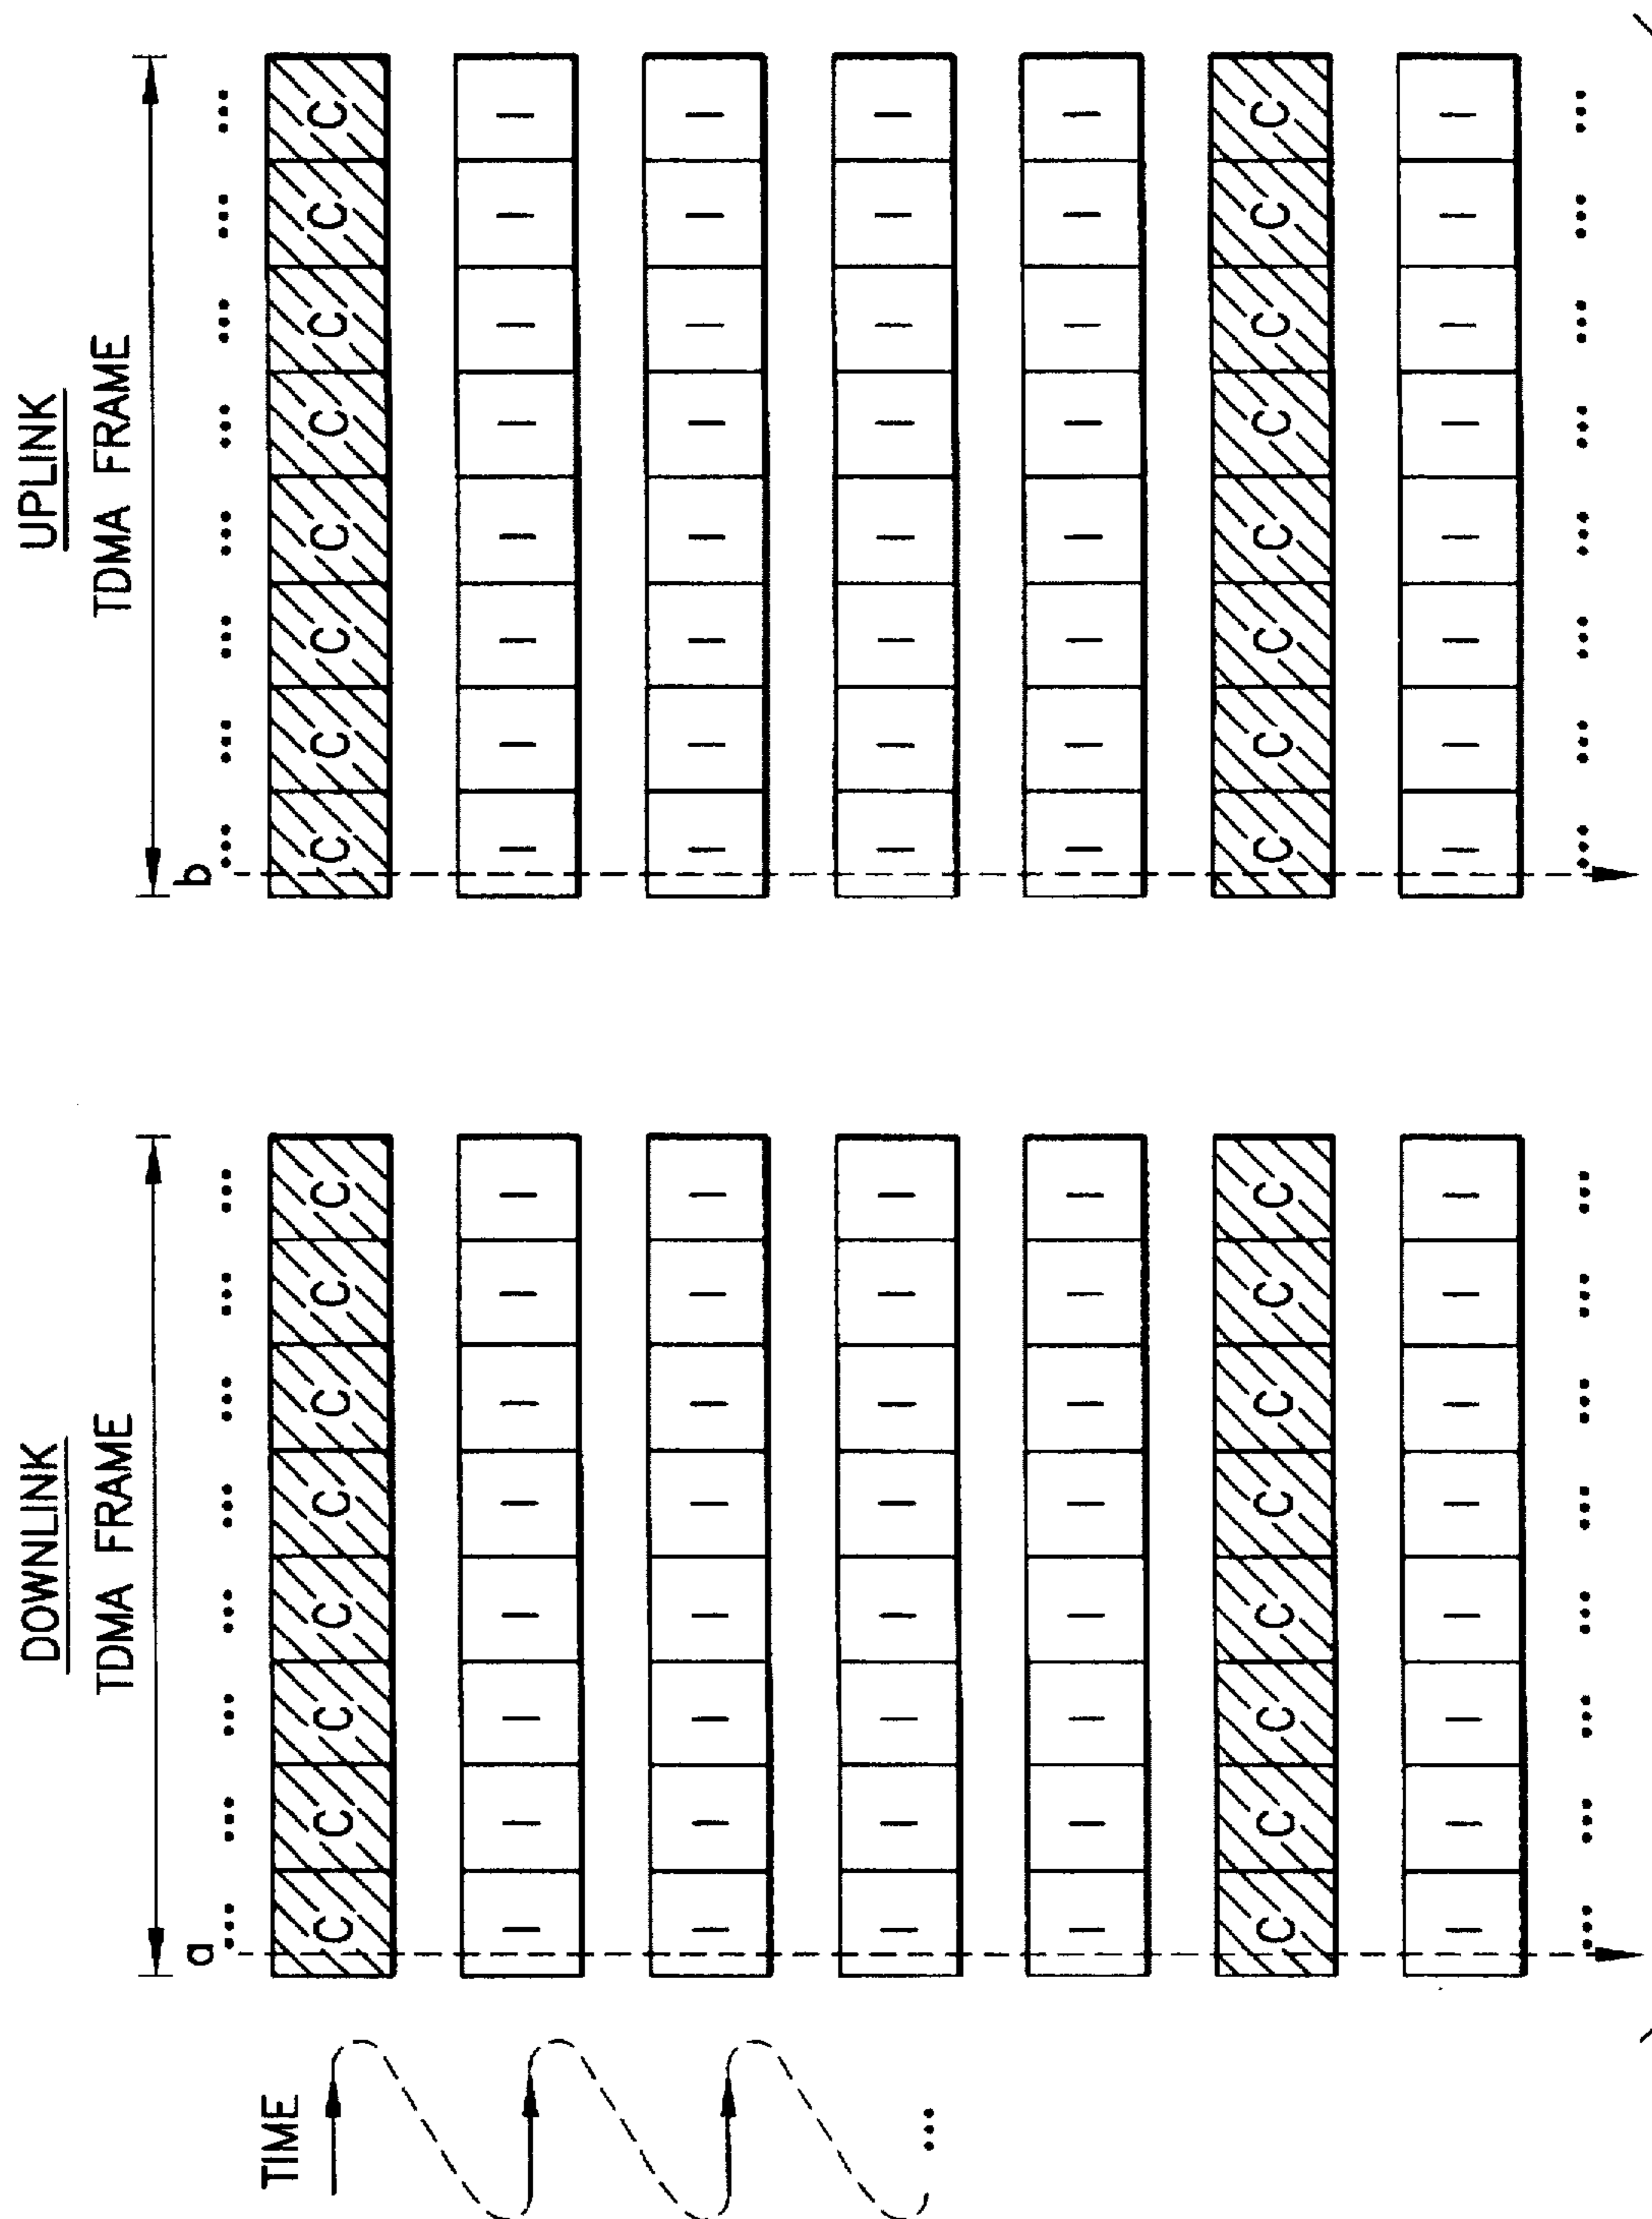 DOWNLINK
TDMA FRAME
UPLINK
TDMA FRAME
a
b
... ... ... ... ... ... ... ... ... ... ... ... ... ... ... ...
TIME
C C C C C C C C C C C C C C C C
I I I I I I I I I I I I I I I I
I I I I I I I I I I I I I I I I
I I I I I I I I I I I I I I I I
...
I I I I I I I I I I I I I I I I
C C C C C C C C C C C C C C C C
I I I I I I I I I I I I I I I I
... ... ... ... ... ... ... ... ... ... ... ... ... ... ... ...